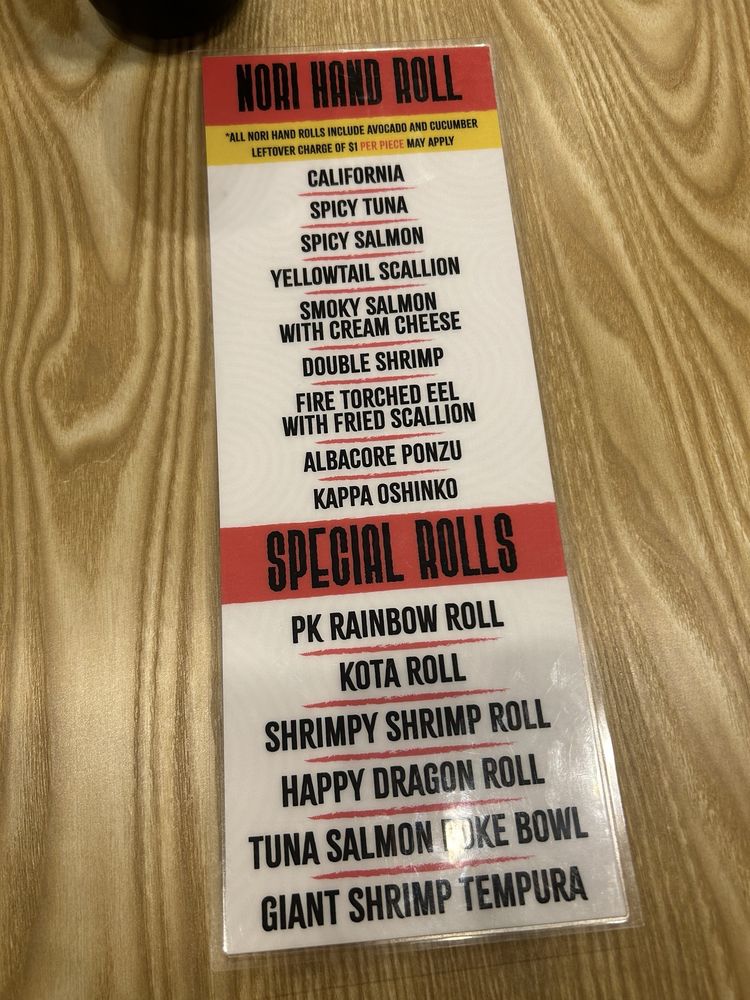 NORI HAND ROLL
*ALL NORI HAND ROLLS INCLUDE AVOCADO AND CUCUMBER
LEFTOVER CHARGE OF $1 PER PIECE MAY APPLY
CALIFORNIA
SPICY TUNA
SPICY SALMON
YELLOWTAIL SCALLION
SMOKY SALMON
WITH CREAM CHEESE
DOUBLE SHRIMP
FIRE TORCHED EEL
WITH FRIED SCALLION
ALBACORE PONZU
KAPPA OSHINKO
SPECIAL ROLLS
PK RAINBOW ROLL
KOTA ROLL
SHRIMPY SHRIMP ROLL
HAPPY DRAGON ROLL
TUNA SALMON POKE BOWL
GIANT SHRIMP TEMPURA